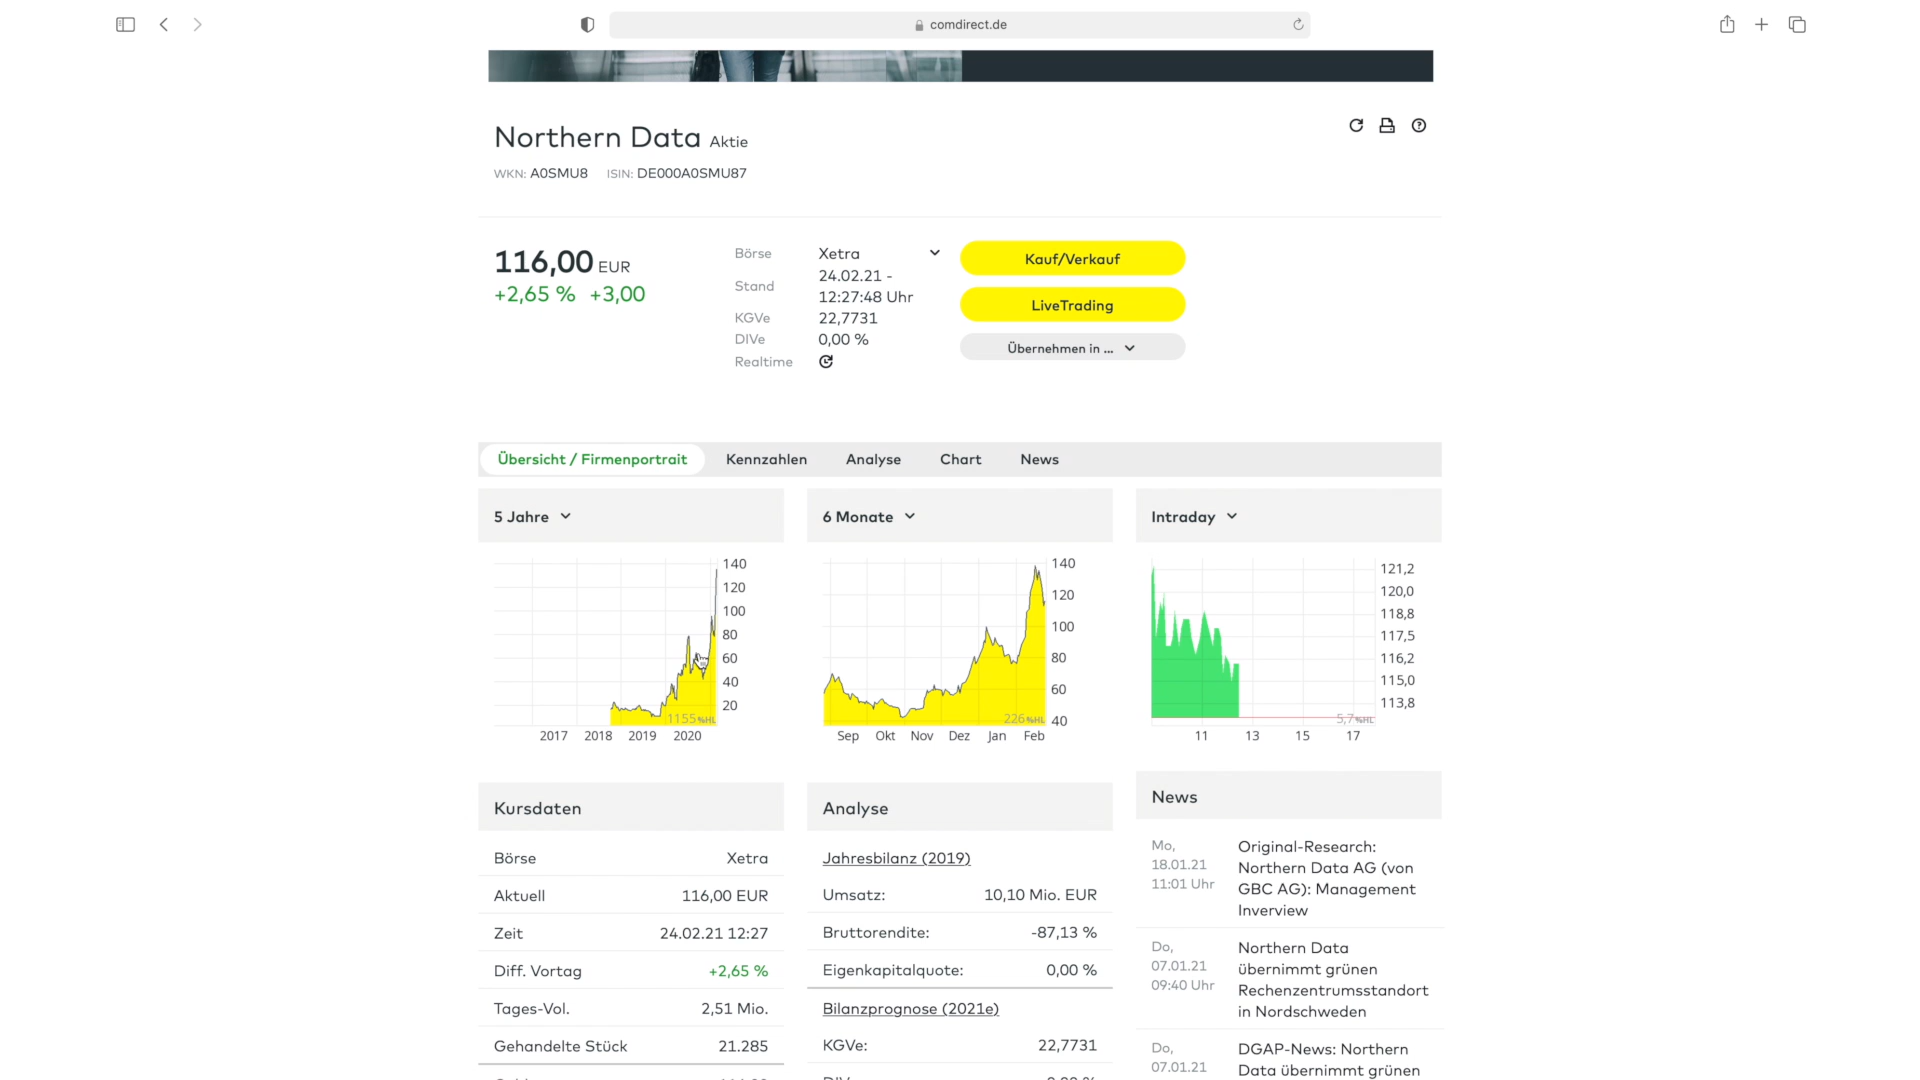 comdirect.de
Northern Data Aktie
WKN: A0SMU8 ISIN: DE000A0SMU87
116,00 EUR
+2,65 % +3,00
Börse Xetra
Stand 24.02.21 -
12:27:48 Uhr
KGVe 22,7731
DIVe 0,00 %
Realtime
Kauf/Verkauf
LiveTrading
Übernehmen in ...
Übersicht / Firmenportrait Kennzahlen Analyse Chart News
5 Jahre
140
120
100
80
60
40
20
1155%HL
2017 2018 2019 2020
6 Monate
140
120
100
80
60
40
226%HL
Sep Okt Nov Dez Jan Feb
Intraday
121,2
120,0
118,8
117,5
116,2
115,0
113,8
5,7%HL
11 13 15 17
Kursdaten
Börse Xetra
Aktuell 116,00 EUR
Zeit 24.02.21 12:27
Diff. Vortag +2,65 %
Tages-Vol. 2,51 Mio.
Gehandelte Stück 21.285
Analyse
Jahresbilanz (2019)
Umsatz: 10,10 Mio. EUR
Bruttorendite: -87,13 %
Eigenkapitalquote: 0,00 %
Bilanzprognose (2021e)
KGVe: 22,7731
News
Mo,
18.01.21
11:01 Uhr
Original-Research:
Northern Data AG (von
GBC AG): Management
Inverview
Do,
07.01.21
09:40 Uhr
Northern Data
übernimmt grünen
Rechenzentrumsstandort
in Nordschweden
Do,
07.01.21
DGAP-News: Northern
Data übernimmt grünen